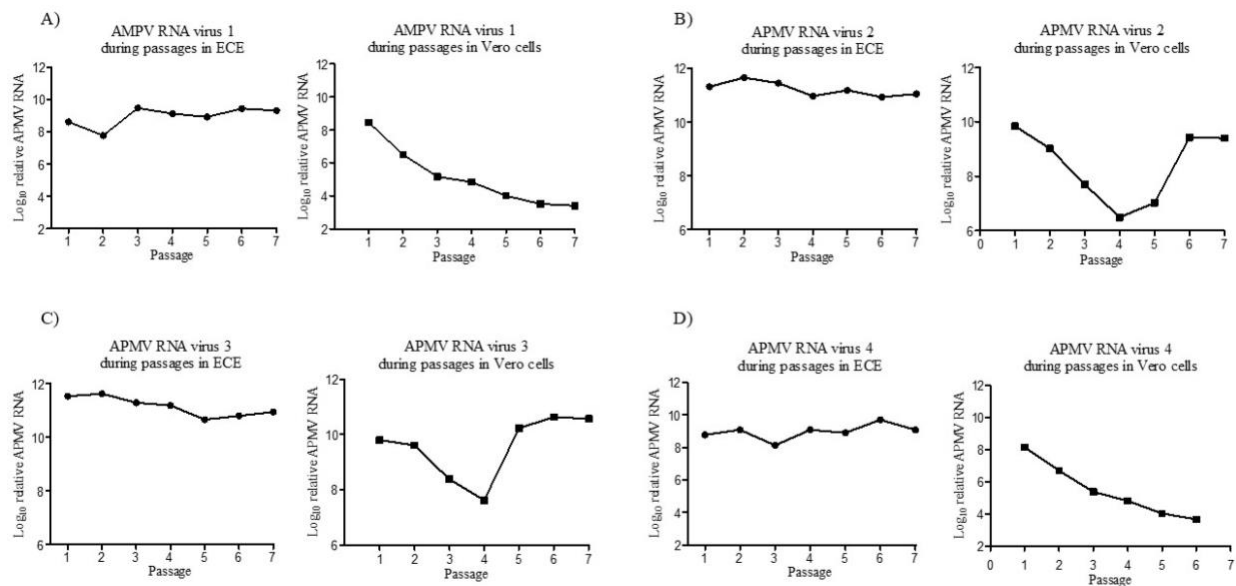 A)
AMPV RNA virus 1
during passages in ECE
Log10 relative APMV RNA
12
10
8
6
4
2
1 2 3 4 5 6 7
Passage
AMPV RNA virus 1
during passages in Vero cells
Log10 relative APMV RNA
12
10
8
6
4
2
1 2 3 4 5 6 7
Passage
B)
APMV RNA virus 2
during passages in ECE
Log10 relative APMV RNA
12
10
8
6
1 2 3 4 5 6 7
Passage
APMV RNA virus 2
during passages in Vero cells
Log10 relative APMV RNA
12
10
8
6
0 1 2 3 4 5 6 7
Passage
C)
APMV RNA virus 3
during passages in ECE
Log10 relative APMV RNA
12
10
8
6
1 2 3 4 5 6 7
Passage
APMV RNA virus 3
during passages in Vero cells
Log10 relative APMV RNA
12
10
8
6
1 2 3 4 5 6 7
Passage
D)
APMV RNA virus 4
during passages in ECE
Log10 relative APMV RNA
12
10
8
6
4
2
1 2 3 4 5 6 7
Passage
APMV RNA virus 4
during passages in Vero cells
Log10 relative APMV RNA
12
10
8
6
4
2
0 1 2 3 4 5 6 7
Passage